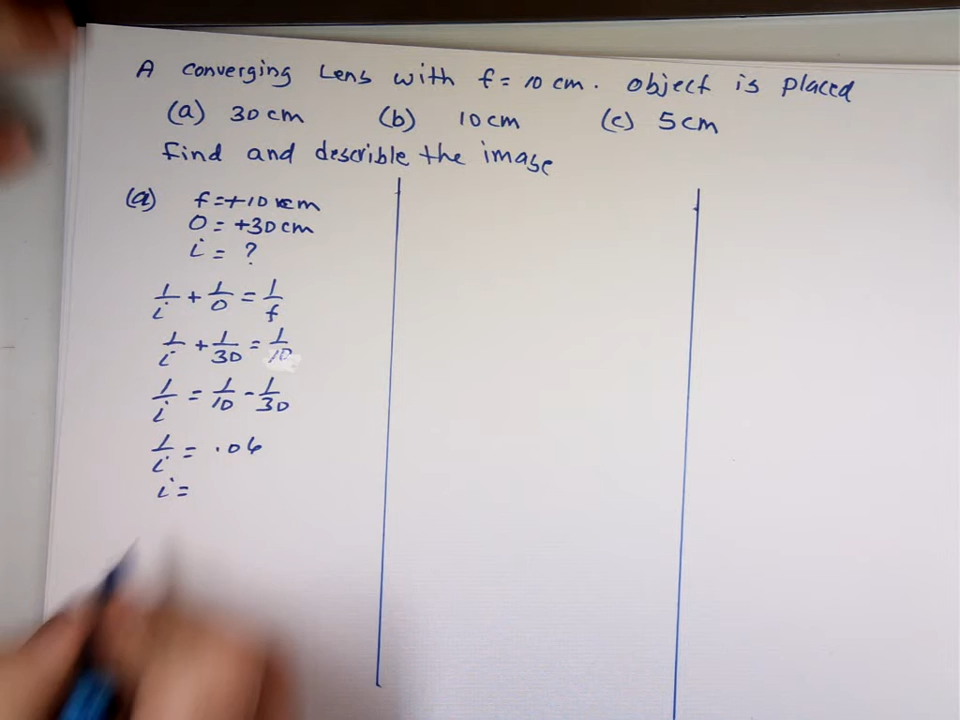 A converging Lens with f = 10 cm. object is placed
(a) 30 cm (b) 10 cm (c) 5 cm
find and describle the image
(a) f = +10 cm
O = +30 cm
i = ?
1/i + 1/O = 1/f
1/i + 1/30 = 1/10
1/i = 1/10 - 1/30
1/i = .06
i =